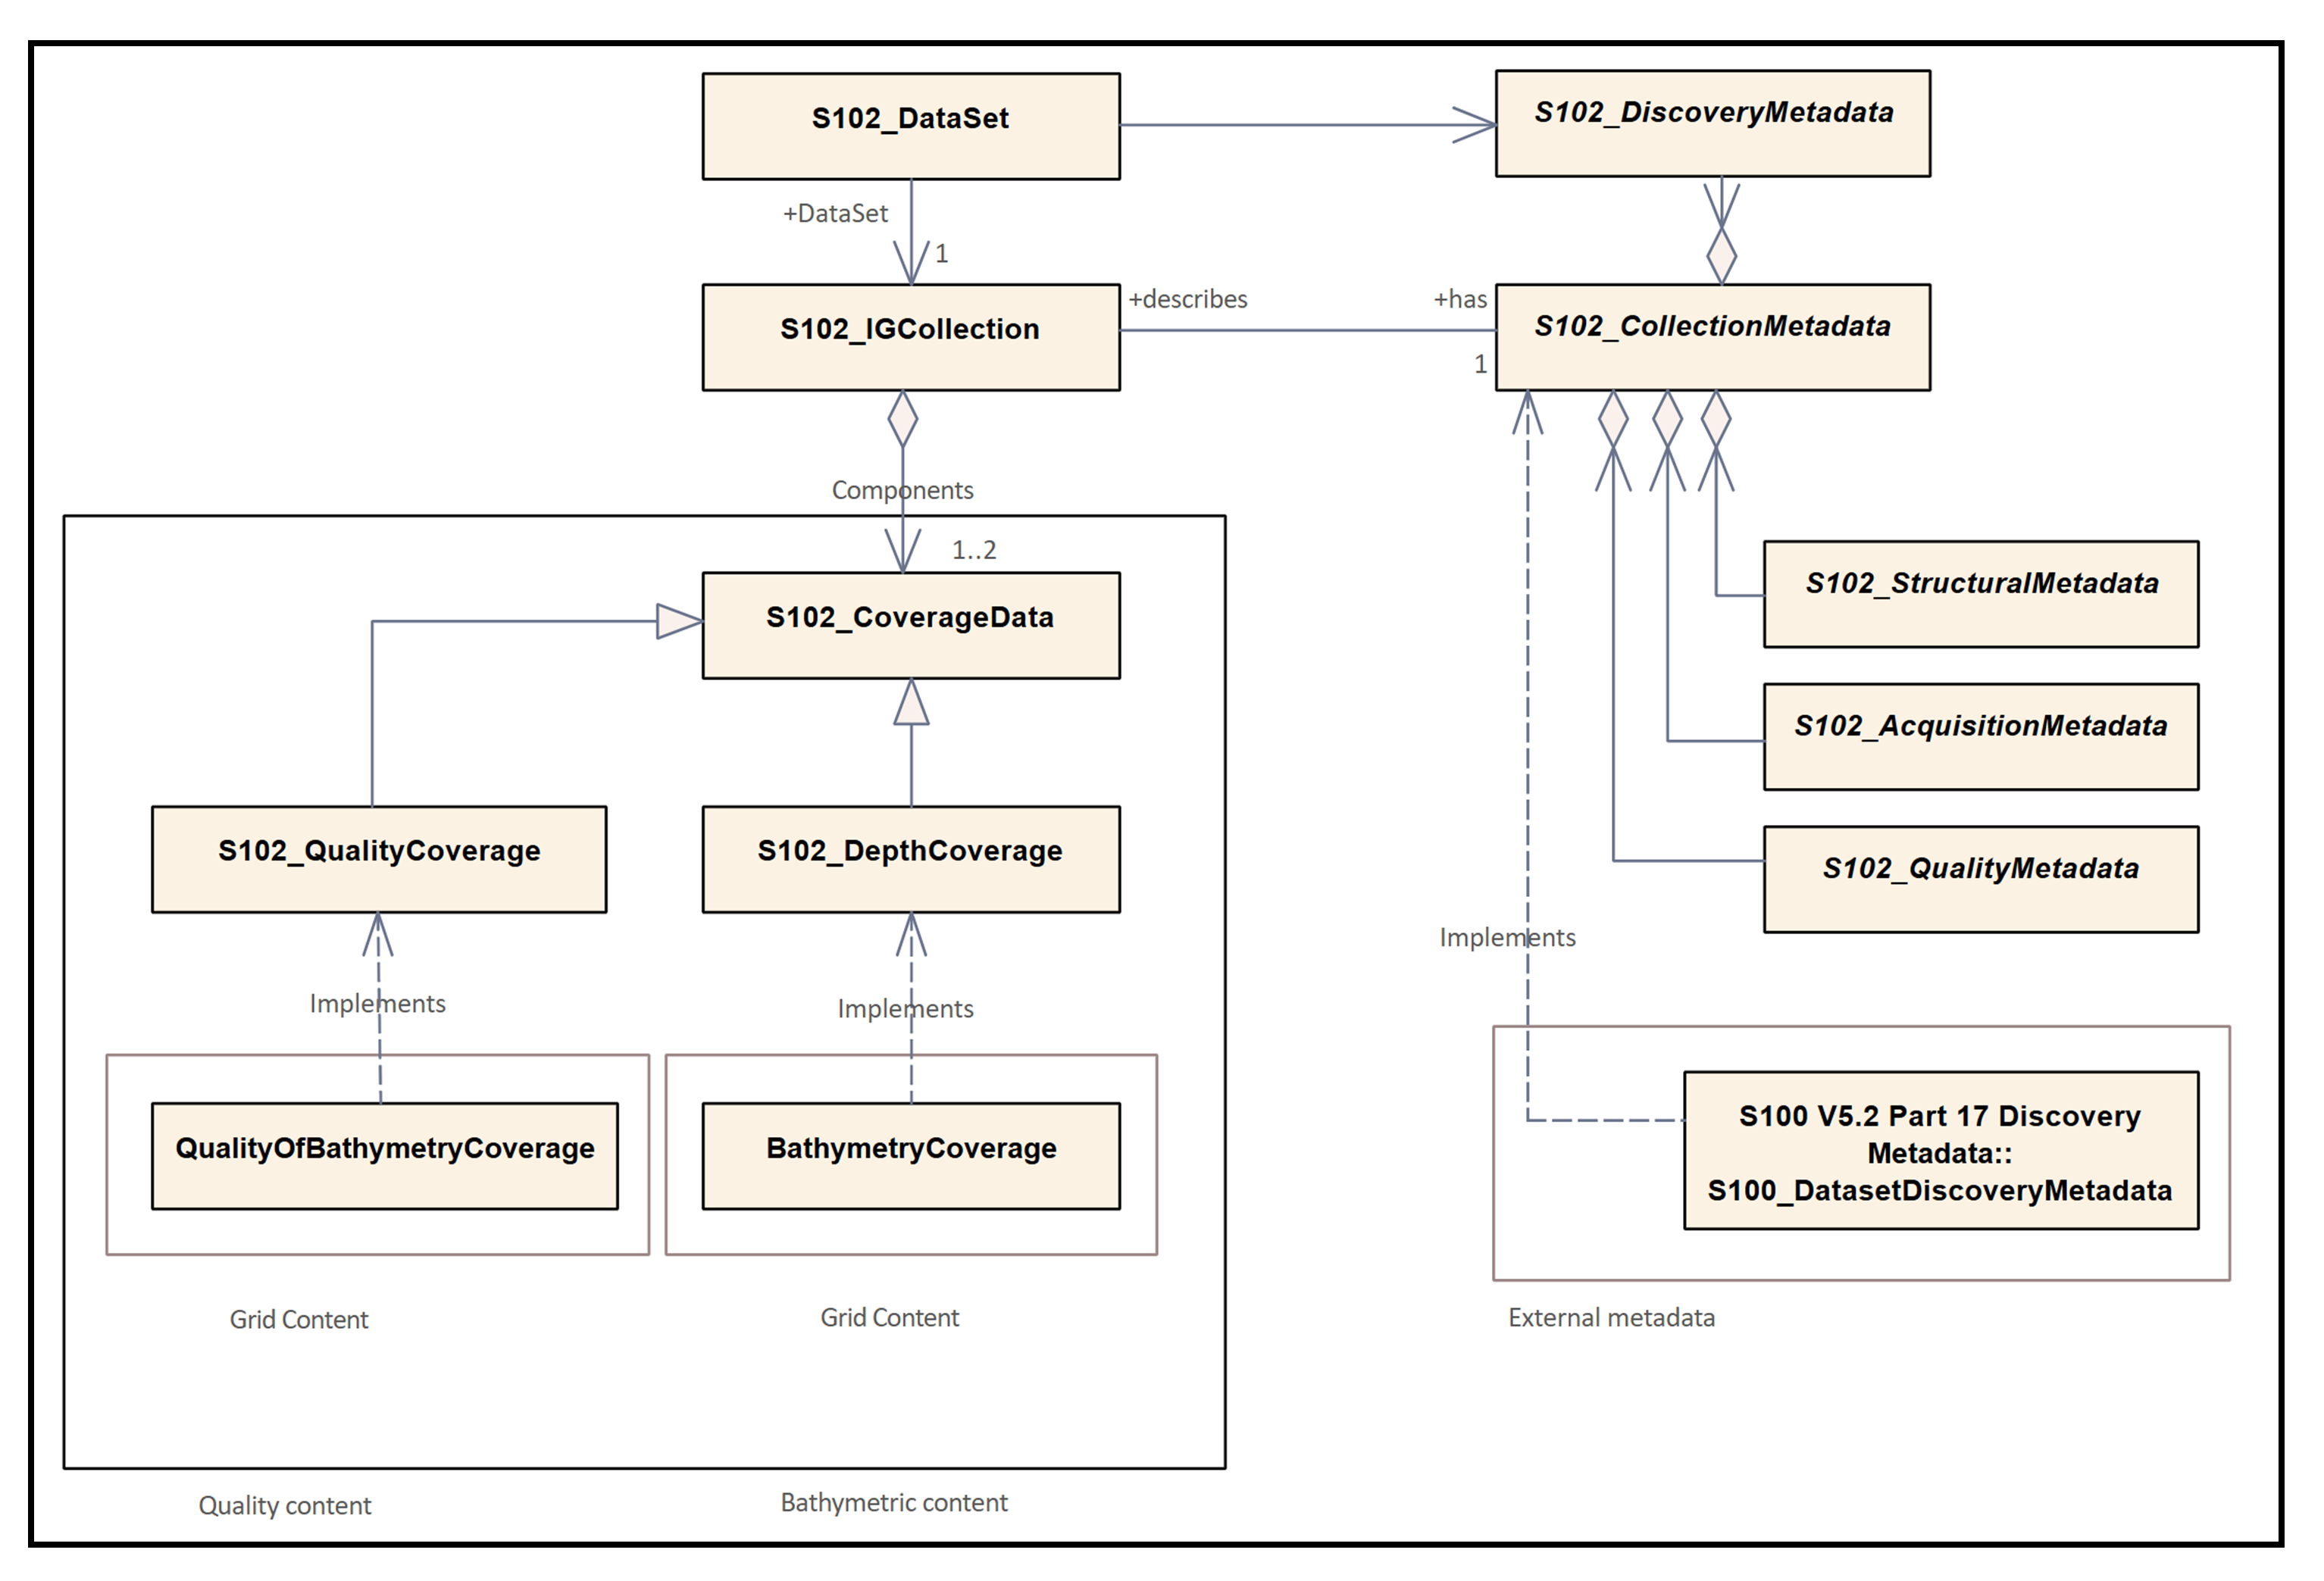 S102_DataSet
S102_DiscoveryMetadata
+DataSet
1
S102_IGCollection
+describes
+has
S102_CollectionMetadata
1
Components
1..2
S102_CoverageData
S102_StructuralMetadata
S102_AcquisitionMetadata
S102_QualityCoverage
S102_DepthCoverage
S102_QualityMetadata
Implements
Implements
Implements
QualityOfBathymetryCoverage
BathymetryCoverage
S100 V5.2 Part 17 Discovery
Metadata::
S100_DatasetDiscoveryMetadata
Grid Content
Grid Content
External metadata
Quality content
Bathymetric content